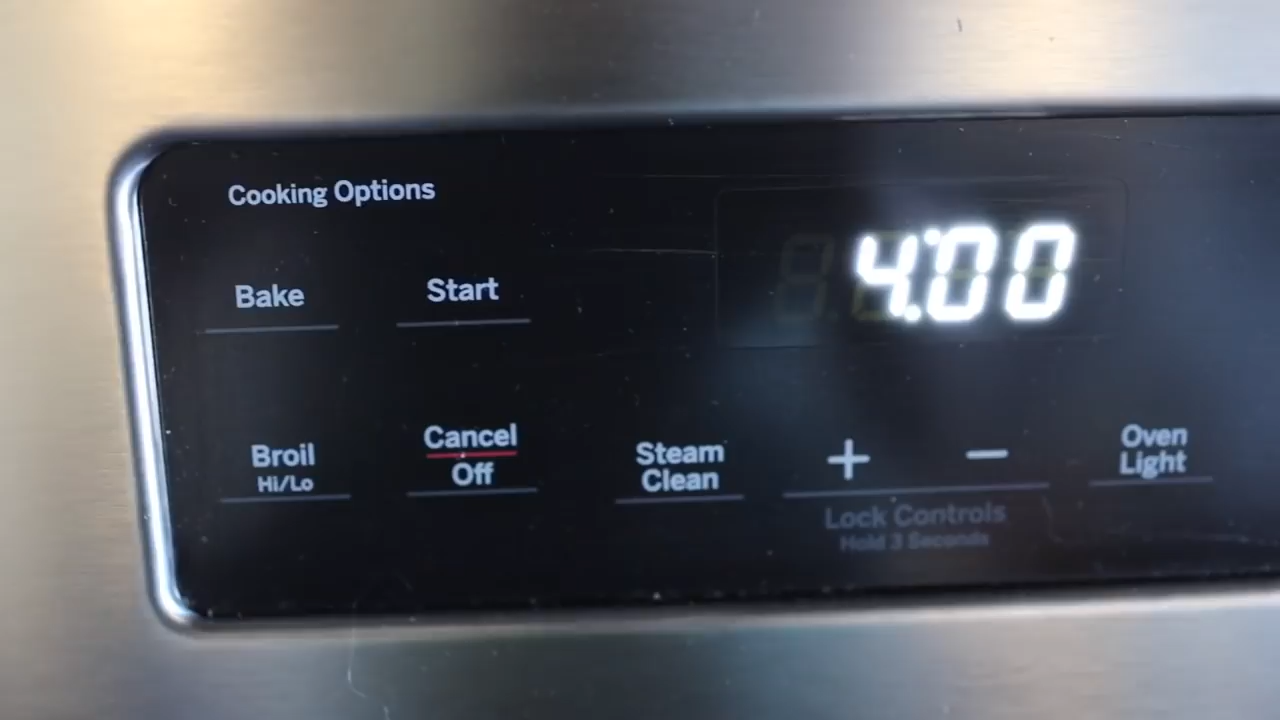 Cooking Options
4:00
Bake
Start
Broil
Hi/Lo
Cancel
Off
Steam
Clean
+
−
Oven
Light
Lock Controls
Hold 3 Seconds